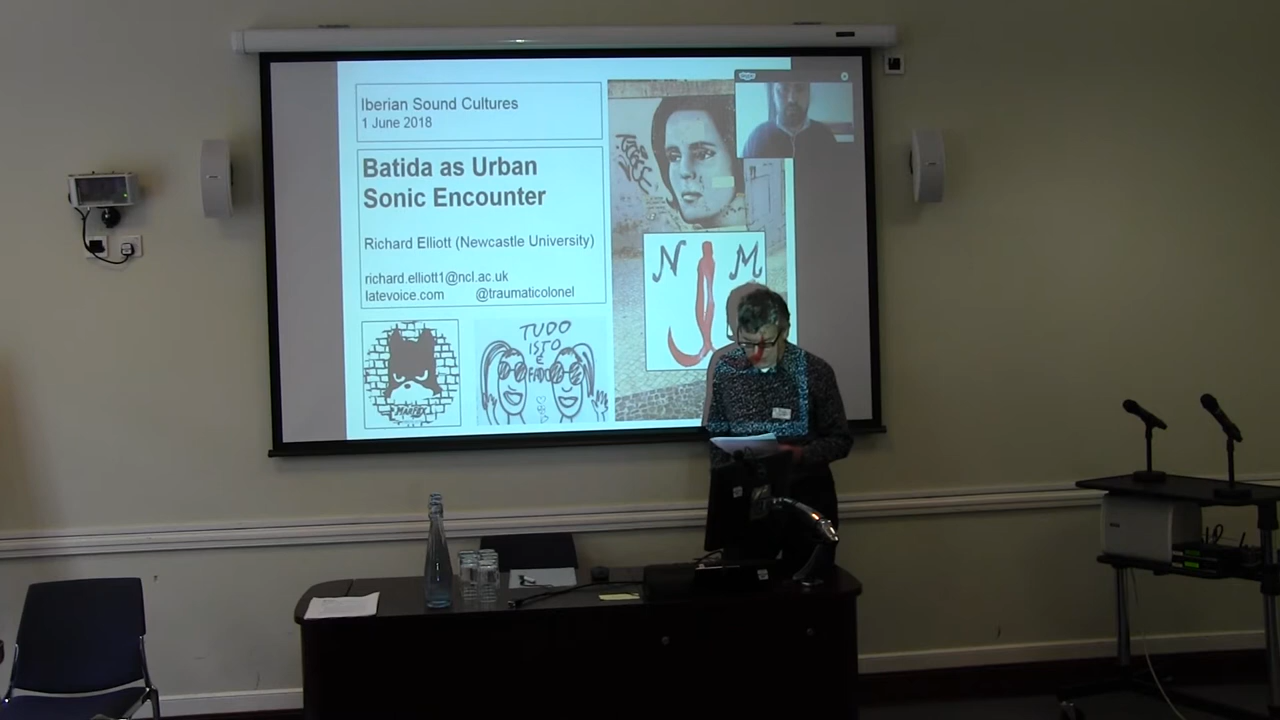 Iberian Sound Cultures
1 June 2018
Batida as Urban
Sonic Encounter
Richard Elliott (Newcastle University)
richard.elliott1@ncl.ac.uk
latevoice.com @traumaticolonel
N M
TUDO
ISTO
É
FADO